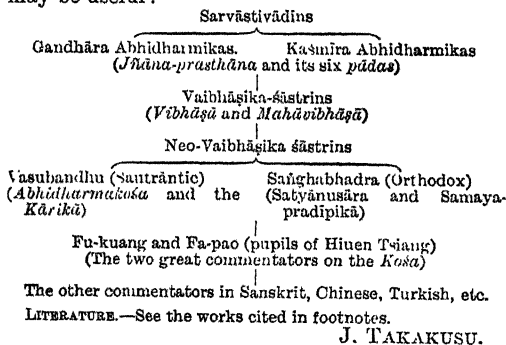 may be useful:
Sarvāstivādins
Gandhāra Abhidharmikas. Kaśmīra Abhidharmikas
(Jñāna-prasthāna and its six pādas)
Vaibhāṣika-śāstrins
(Vibhāṣā and Mahāvibhāṣā)
Neo-Vaibhāṣika śāstrins
Vasubandhu (Sautrāntic) Saṅghabhadra (Orthodox)
(Abhidharmakośa and the (Satyānusāra and Samaya-
Kārikā) pradipikā)
Fu-kuang and Fa-pao (pupils of Hiuen Tsiang)
(The two great commentators on the Kośa)
The other commentators in Sanskrit, Chinese, Turkish, etc.
LITERATURE.—See the works cited in footnotes.
J. TAKAKUSU.